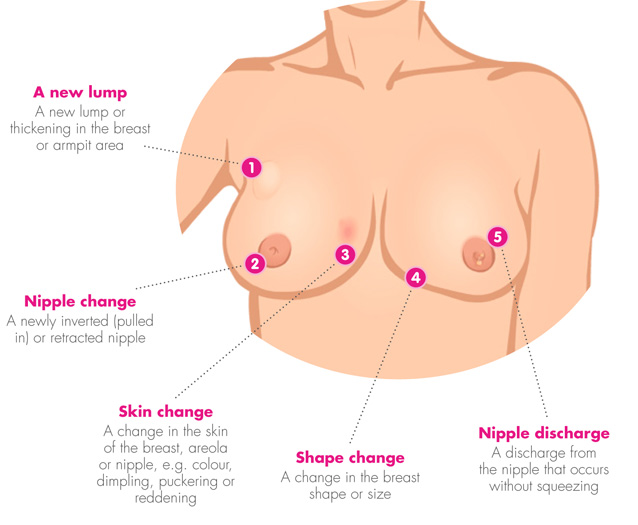 A new lump
A new lump or
thickening in the breast
or armpit area
1
2
3
4
5
Nipple change
A newly inverted (pulled
in) or retracted nipple
Skin change
A change in the skin
of the breast, areola
or nipple, e.g. colour,
dimpling, puckering or
reddening
Shape change
A change in the breast
shape or size
Nipple discharge
A discharge from
the nipple that occurs
without squeezing